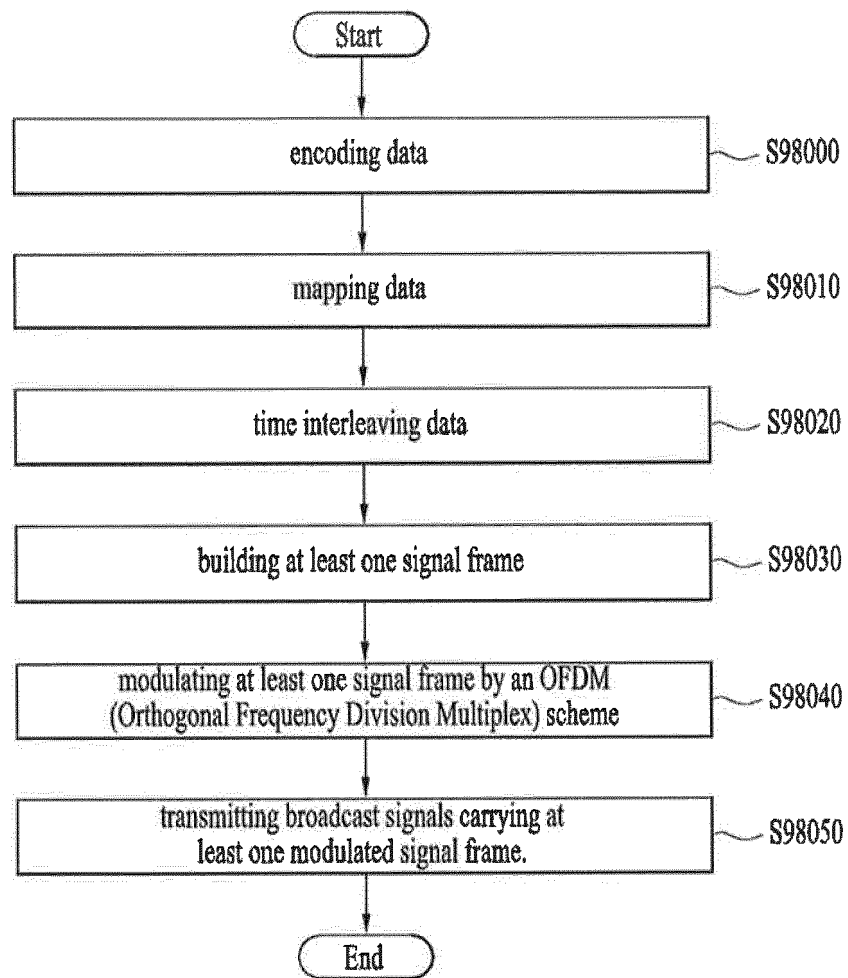 Start
encoding data
S98000
mapping data
S98010
time interleaving data
S98020
building at least one signal frame
S98030
modulating at least one signal frame by an OFDM
(Orthogonal Frequency Division Multiplex) scheme
S98040
transmitting broadcast signals carrying at
least one modulated signal frame.
S98050
End